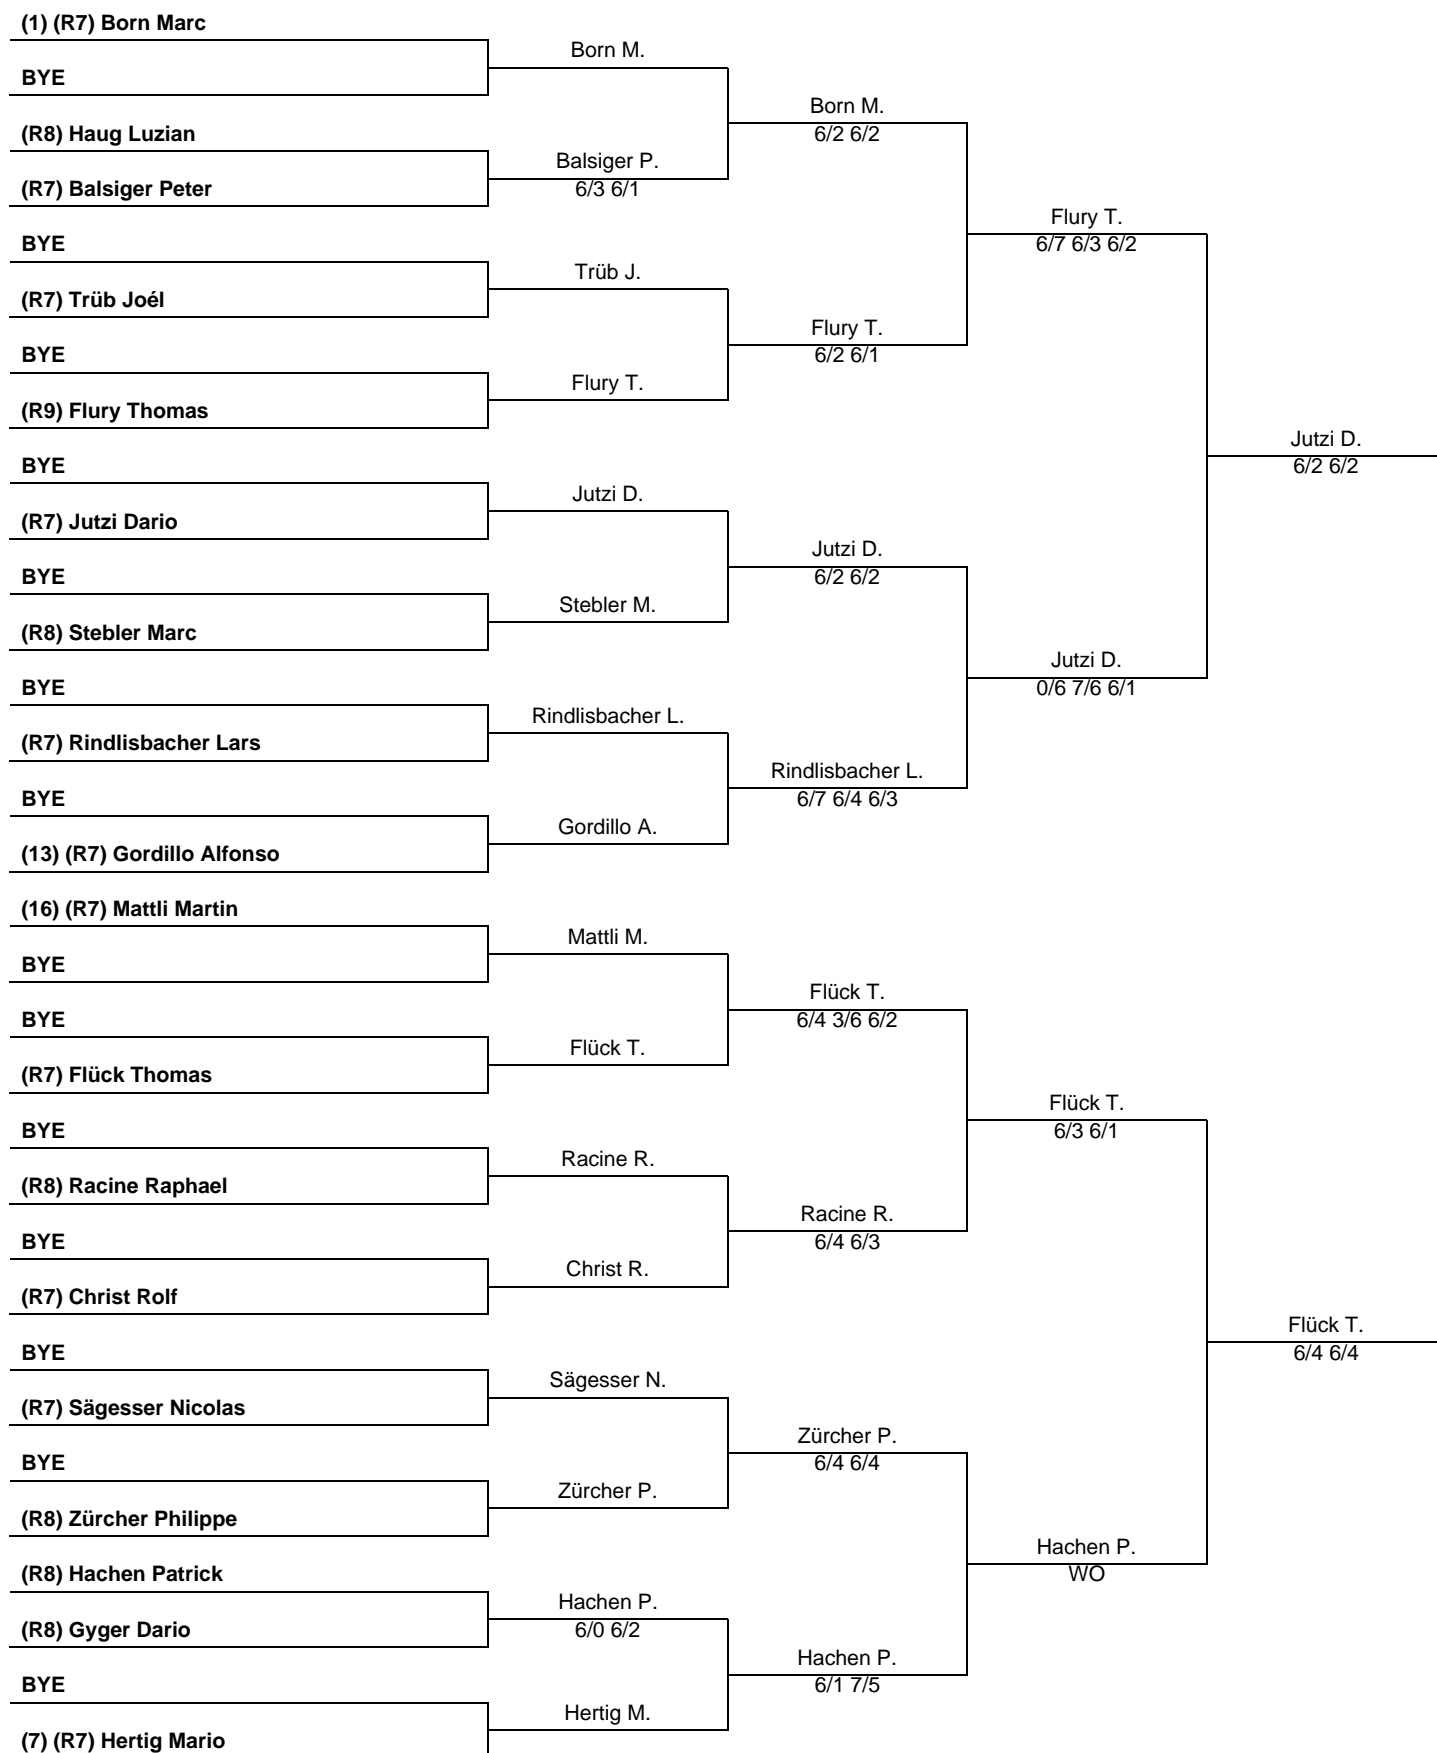 (1) (R7) Born Marc
BYE
(R8) Haug Luzian
(R7) Balsiger Peter
BYE
(R7) Trüb Joél
BYE
(R9) Flury Thomas
BYE
(R7) Jutzi Dario
BYE
(R8) Stebler Marc
BYE
(R7) Rindlisbacher Lars
BYE
(13) (R7) Gordillo Alfonso
(16) (R7) Mattli Martin
BYE
BYE
(R7) Flück Thomas
BYE
(R8) Racine Raphael
BYE
(R7) Christ Rolf
BYE
(R7) Sägesser Nicolas
BYE
(R8) Zürcher Philippe
(R8) Hachen Patrick
(R8) Gyger Dario
BYE
(7) (R7) Hertig Mario
Born M.
Balsiger P.
6/3 6/1
Trüb J.
Flury T.
Jutzi D.
Stebler M.
Rindlisbacher L.
Gordillo A.
Mattli M.
Flück T.
Racine R.
Christ R.
Sägesser N.
Zürcher P.
Hachen P.
6/0 6/2
Hertig M.
Born M.
6/2 6/2
Flury T.
6/2 6/1
Jutzi D.
6/2 6/2
Rindlisbacher L.
6/7 6/4 6/3
Flück T.
6/4 3/6 6/2
Racine R.
6/4 6/3
Zürcher P.
6/4 6/4
Hachen P.
6/1 7/5
Flury T.
6/7 6/3 6/2
Jutzi D.
0/6 7/6 6/1
Flück T.
6/3 6/1
Hachen P.
WO
Jutzi D.
6/2 6/2
Flück T.
6/4 6/4